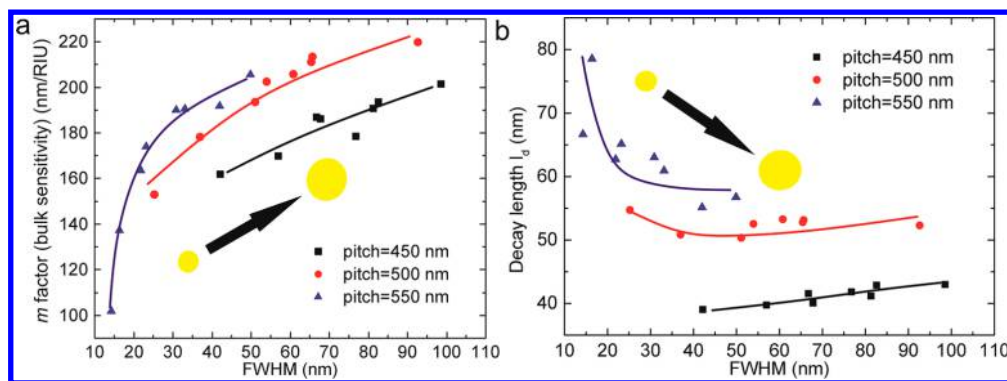 a
m factor (bulk sensitivity) (nm/RIU)
220
200
180
160
140
120
100
pitch=450 nm
pitch=500 nm
pitch=550 nm
10 20 30 40 50 60 70 80 90 100 110
FWHM (nm)
b
Decay length l_d (nm)
80
70
60
50
40
pitch=450 nm
pitch=500 nm
pitch=550 nm
10 20 30 40 50 60 70 80 90 100 110
FWHM (nm)